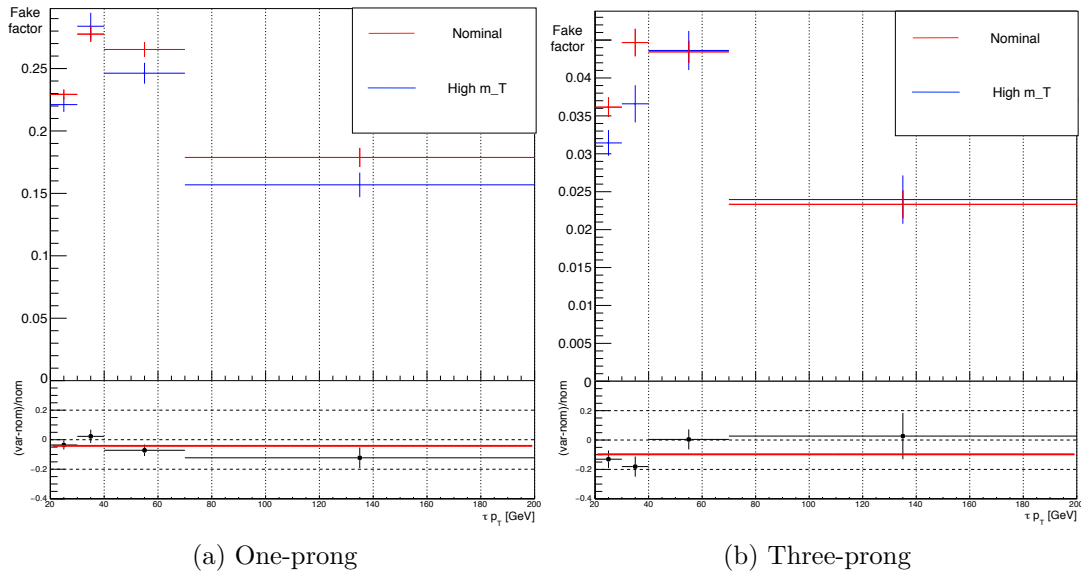 Fake
factor
Nominal
High m_T
0.25
0.2
0.15
0.1
0.05
0
(var-nom)/nom
0.2
0
−0.2
−0.4
20 40 60 80 100 120 140 160 180 200
τ p_T [GeV]
(a) One-prong
Fake
factor
Nominal
High m_T
0.04
0.035
0.03
0.025
0.02
0.015
0.01
0.005
0
(var-nom)/nom
0.2
0
−0.2
−0.4
20 40 60 80 100 120 140 160 180 200
τ p_T [GeV]
(b) Three-prong